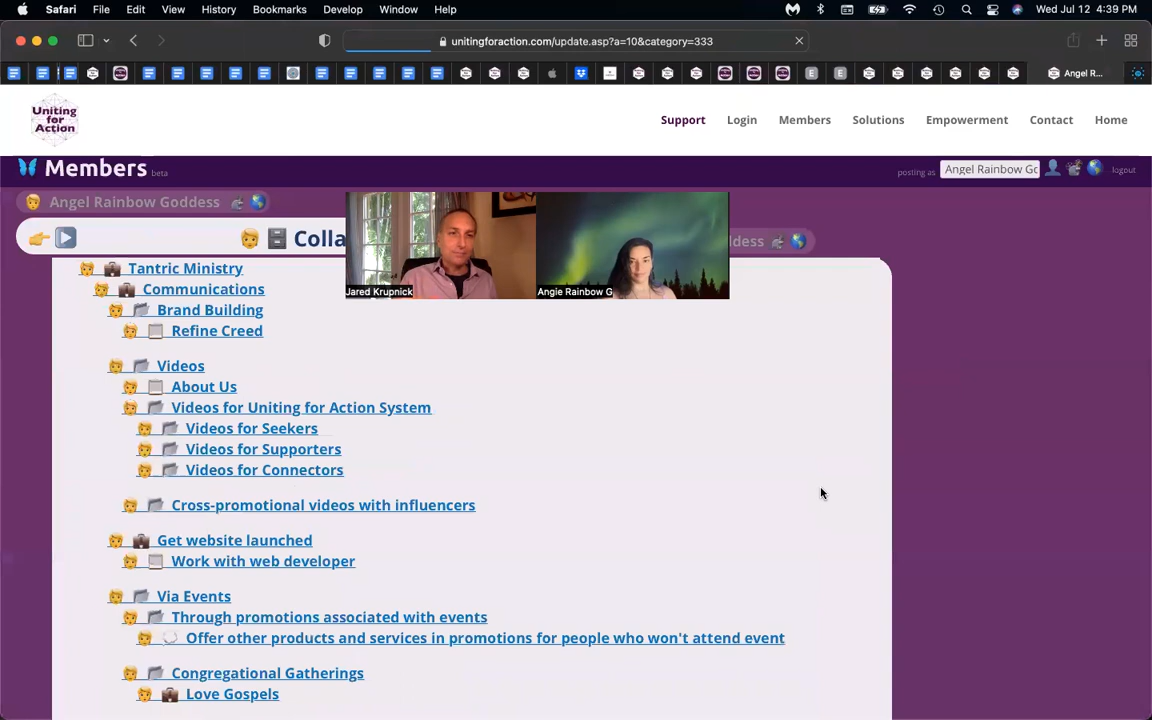 Safari File Edit View History Bookmarks Develop Window Help Wed Jul 12 4:39 PM
unitingforaction.com/update.asp?a=10&category=333
Angel R...
Uniting
for
Action
Support Login Members Solutions Empowerment Contact Home
Members beta
posting as Angel Rainbow Gc logout
Angel Rainbow Goddess
Colla
ddess
Jared Krupnick
Angie Rainbow G
Tantric Ministry
Communications
Brand Building
Refine Creed
Videos
About Us
Videos for Uniting for Action System
Videos for Seekers
Videos for Supporters
Videos for Connectors
Cross-promotional videos with influencers
Get website launched
Work with web developer
Via Events
Through promotions associated with events
Offer other products and services in promotions for people who won't attend event
Congregational Gatherings
Love Gospels